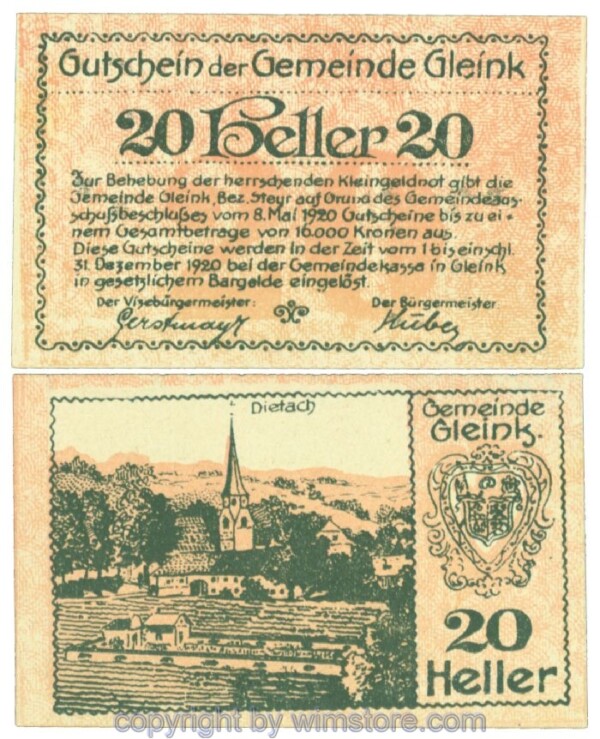 Gutschein der Gemeinde Gleink
20 Heller 20
Zur Behebung der herrschenden Kleingeldnot gibt die
Gemeinde Gleink, Bez. Steyr auf Grund des Gemeindeaus-
schußbeschlußes vom 8. Mai 1920 Gutscheine bis zu ei-
nem Gesamtbetrage von 16.000 Kronen aus.
Diese Gutscheine werden in der Zeit vom 1 bis einschl.
31. Dezember 1920 bei der Gemeindekassa in Gleink
in gesetzlichem Bargelde eingelöst.
Der Vizebürgermeister: Der Bürgermeister
Gerstmayr Huber
Dietach
Gemeinde
Gleink.
20
Heller
copyright by wimstore.com